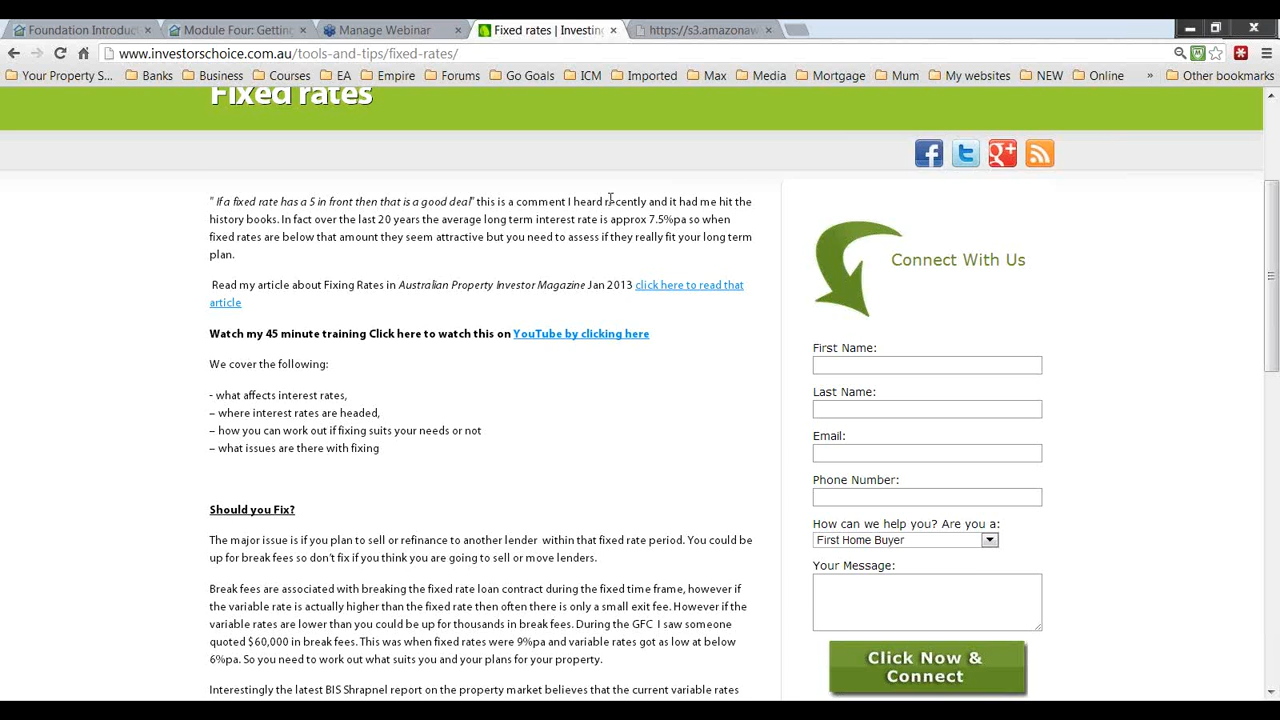 Foundation Introduc
Module Four: Getting
Manage Webinar
Fixed rates | Investing
https://s3.amazonaw
www.investorschoice.com.au/tools-and-tips/fixed-rates/
Your Property S...
Banks
Business
Courses
EA
Empire
Forums
Go Goals
ICM
Imported
Max
Media
Mortgage
Mum
My websites
NEW
Online
»
Other bookmarks
Fixed rates
" If a fixed rate has a 5 in front then that is a good deal" this is a comment I heard recently and it had me hit the
history books. In fact over the last 20 years the average long term interest rate is approx 7.5%pa so when
fixed rates are below that amount they seem attractive but you need to assess if they really fit your long term
plan.
Read my article about Fixing Rates in Australian Property Investor Magazine Jan 2013 click here to read that
article
Watch my 45 minute training Click here to watch this on YouTube by clicking here
We cover the following:
- what affects interest rates,
– where interest rates are headed,
– how you can work out if fixing suits your needs or not
– what issues are there with fixing
Should you Fix?
The major issue is if you plan to sell or refinance to another lender within that fixed rate period. You could be
up for break fees so don't fix if you think you are going to sell or move lenders.
Break fees are associated with breaking the fixed rate loan contract during the fixed time frame, however if
the variable rate is actually higher than the fixed rate then often there is only a small exit fee. However if the
variable rates are lower than you could be up for thousands in break fees. During the GFC I saw someone
quoted $60,000 in break fees. This was when fixed rates were 9%pa and variable rates got as low at below
6%pa. So you need to work out what suits you and your plans for your property.
Interestingly the latest BIS Shrapnel report on the property market believes that the current variable rates
Connect With Us
First Name:
Last Name:
Email:
Phone Number:
How can we help you? Are you a:
First Home Buyer
Your Message:
Click Now &
Connect